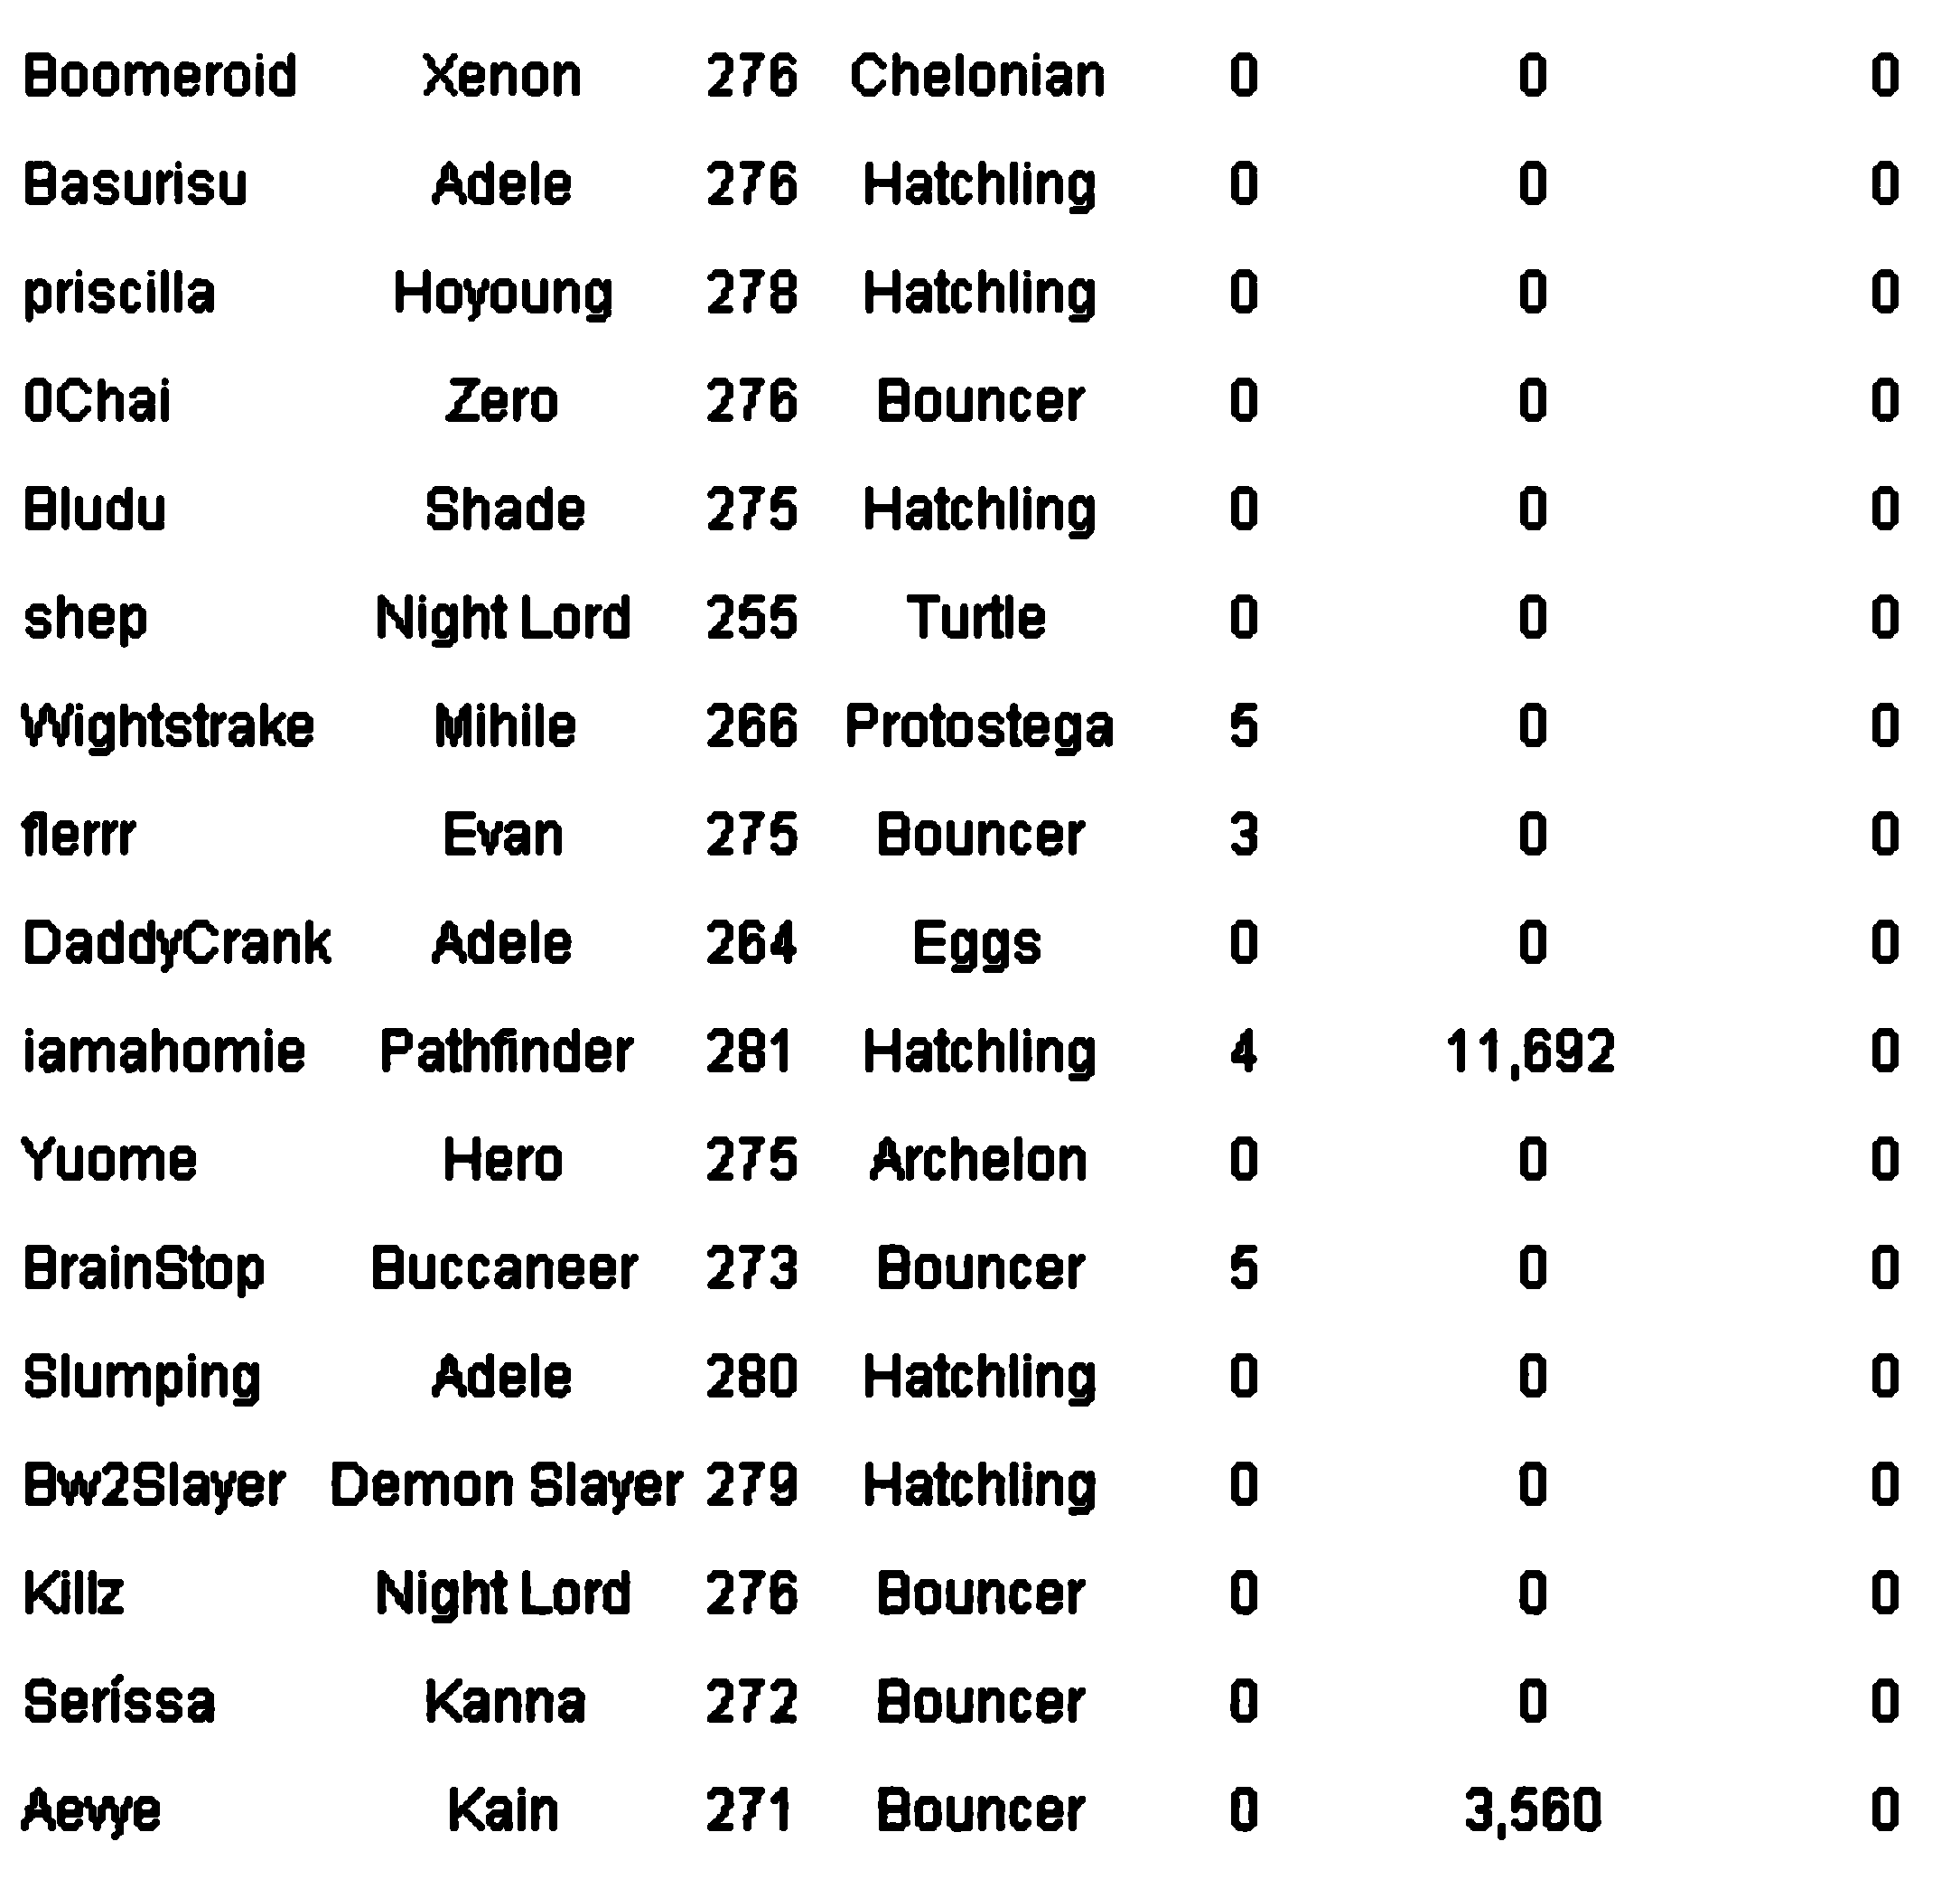 Boomeroid Xenon 276 Chelonian 0 0 0
Basurisu Adele 276 Hatchling 0 0 0
priscilla Hoyoung 278 Hatchling 0 0 0
0Chai Zero 276 Bouncer 0 0 0
Bludu Shade 275 Hatchling 0 0 0
shep Night Lord 255 Turtle 0 0 0
Wightstrake Mihile 266 Protostega 5 0 0
flerrr Evan 275 Bouncer 3 0 0
DaddyCrank Adele 264 Eggs 0 0 0
iamahomie Pathfinder 281 Hatchling 4 11,692 0
Yuome Hero 275 Archelon 0 0 0
BrainStop Buccaneer 273 Bouncer 5 0 0
Slumping Adele 280 Hatchling 0 0 0
Bw2Slayer Demon Slayer 279 Hatchling 0 0 0
Killz Night Lord 276 Bouncer 0 0 0
Seríssa Kanna 272 Bouncer 0 0 0
Aevye Kain 271 Bouncer 0 3,560 0